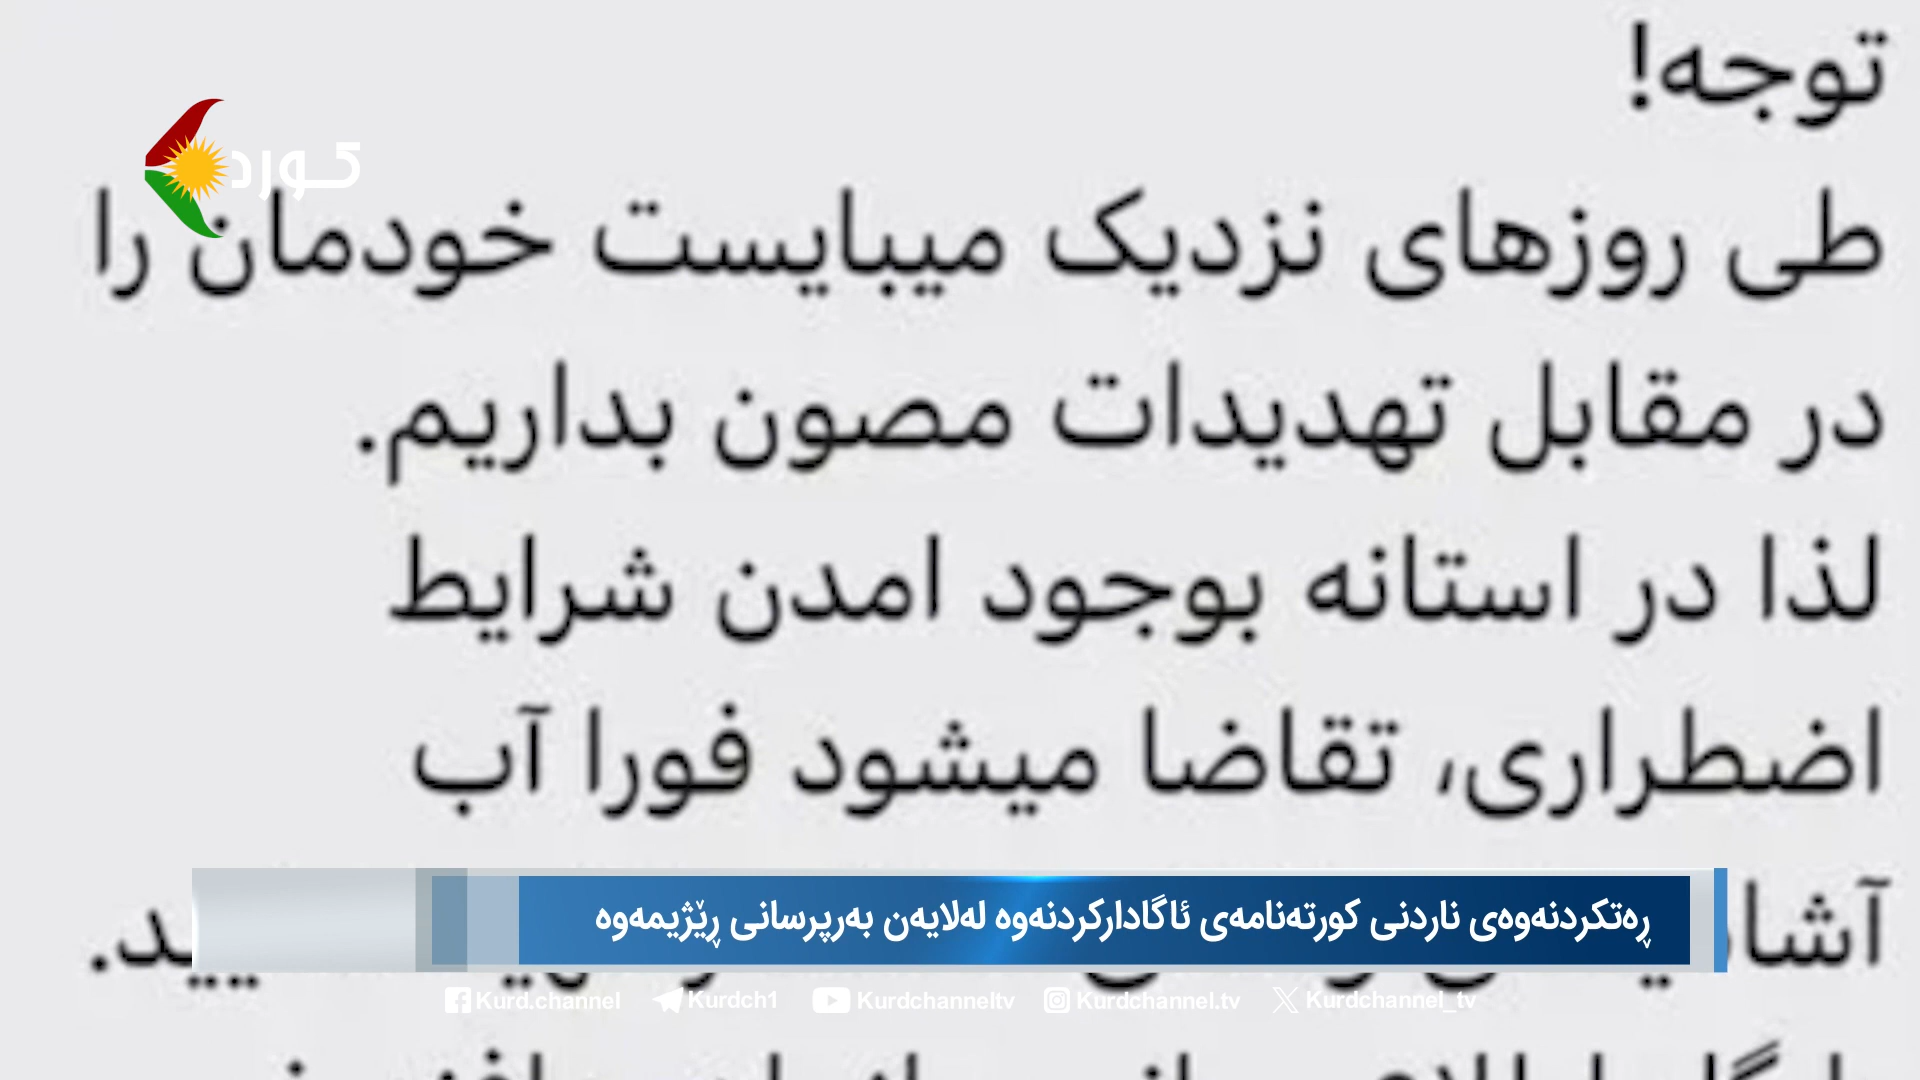 توجه!
کورد
طی روزهای نزدیک میبایست خودمان را
در مقابل تهدیدات مصون بداریم.
لذا در استانه بوجود امدن شرایط
اضطراری، تقاضا میشود فورا آب
ڕەتکردنەوەی ناردنی کورتەنامەی ئاگادارکردنەوە لەلایەن بەرپرسانی ڕێژیمەوە
Kurd.channel Kurdch1 Kurdchanneltv Kurdchannel.tv Kurdchannel_tv